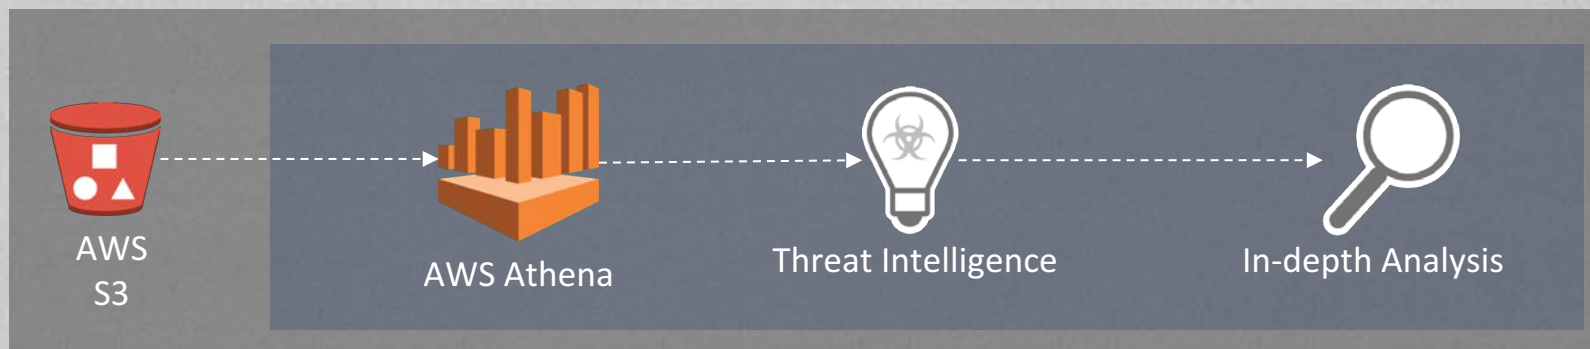 AWS
S3
AWS Athena
Threat Intelligence
In-depth Analysis